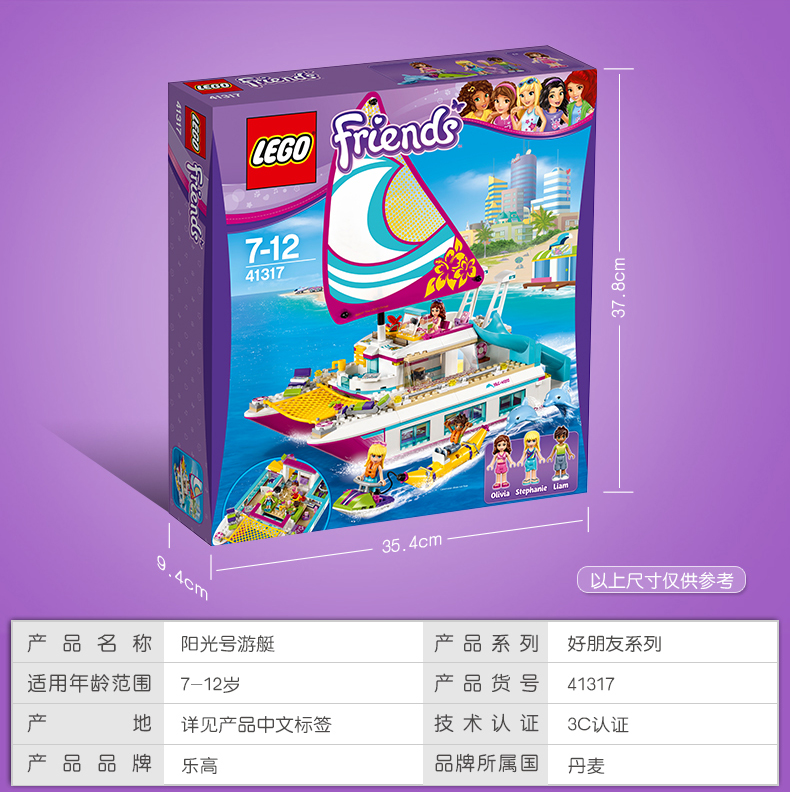 LEGO
Friends
41317
41317
LEGO
Friends
LEGO
Friends
7-12
41317
37.8cm
Olivia Stephanie Liam
35.4cm
9.4cm
以上尺寸仅供参考
产品名称 阳光号游艇 产品系列 好朋友系列
适用年龄范围 7-12岁 产品货号 41317
产地 详见产品中文标签 技术认证 3C认证
产品品牌 乐高 品牌所属国 丹麦